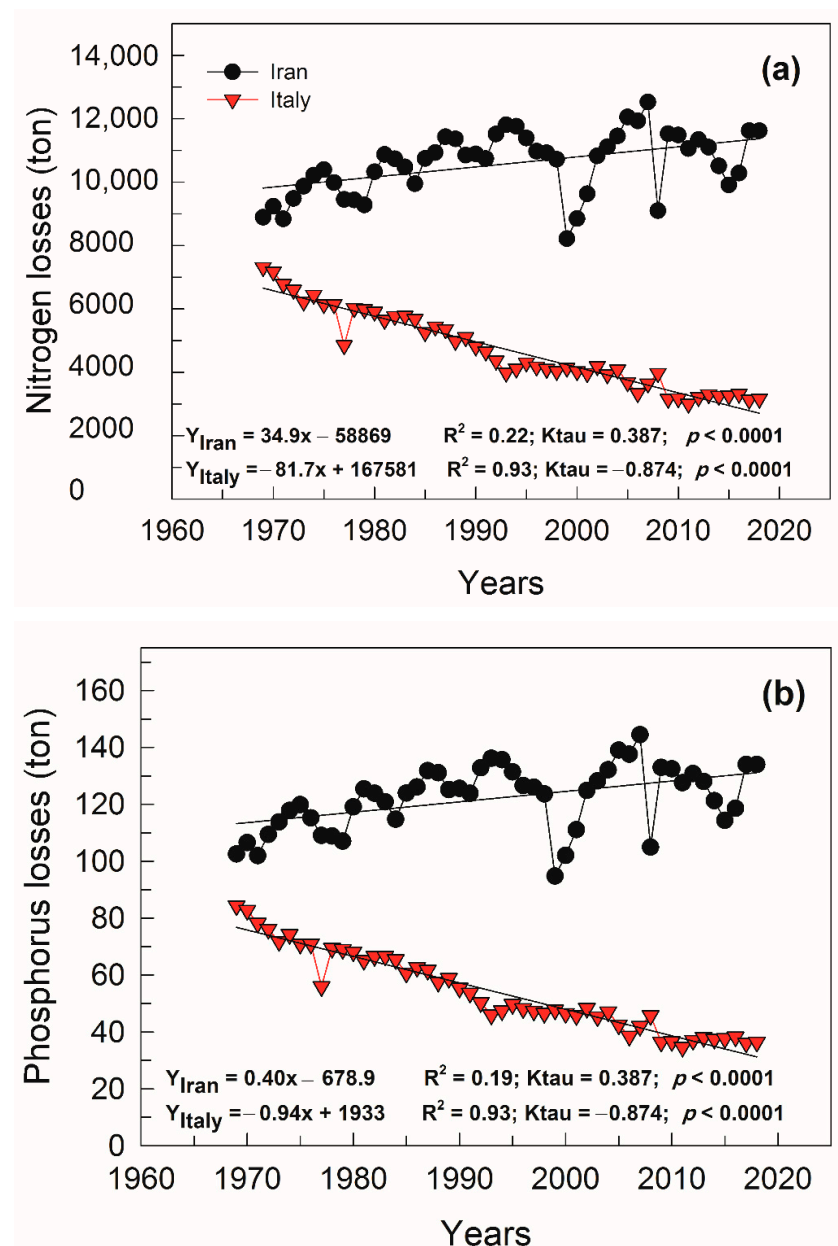 14,000
(a)
Iran
Italy
12,000
10,000
8000
6000
4000
2000
0
Nitrogen losses (ton)
Y Iran = 34.9x – 58869 R2 = 0.22; Ktau = 0.387; p < 0.0001
Y Italy = – 81.7x + 167581 R2 = 0.93; Ktau = –0.874; p < 0.0001
1960 1970 1980 1990 2000 2010 2020
Years
(b)
160
140
120
100
80
60
40
20
0
Phosphorus losses (ton)
Y Iran = 0.40x – 678.9 R2 = 0.19; Ktau = 0.387; p < 0.0001
Y Italy = – 0.94x + 1933 R2 = 0.93; Ktau = –0.874; p < 0.0001
1960 1970 1980 1990 2000 2010 2020
Years